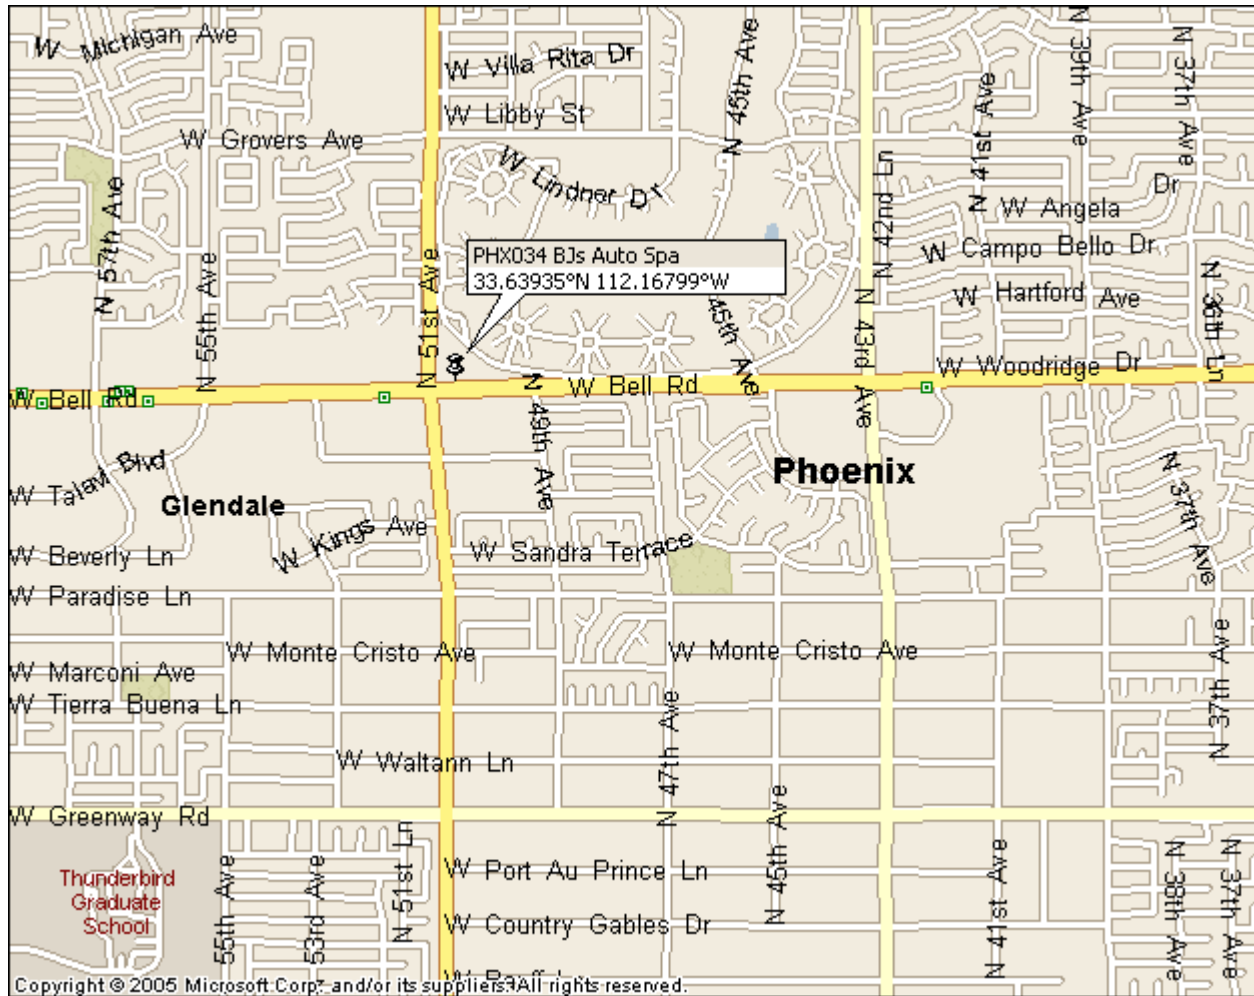 W Michigan Ave
W Villa Rita Dr
N 45th Ave
N 39th Ave
N 37th Ave
W Libby St
N 41st Ave
W Grovers Ave
W Lindner Dr
N 42nd Ln
Dr
W Angela
N 57th Ave
W Campo Bello Dr
PHX034 BJs Auto Spa
33.63935°N 112.16799°W
N 51st Ave
N 55th Ave
W Hartford Ave
N 36th Ln
45th Ave
N 43rd Ave
W Woodridge Dr
W Bell Rd
W Bell Rd
N 49th Ave
Phoenix
W Talavi Blvd
Glendale
N 37th Ave
W Kings Ave
W Sandra Terrace
W Beverly Ln
W Paradise Ln
W Monte Cristo Ave
W Monte Cristo Ave
N 37th Ave
W Marconi Ave
W Tierra Buena Ln
N 47th Ave
W Waltann Ln
N 45th Ave
W Greenway Rd
Thunderbird
Graduate
School
55th Ave
53rd Ave
N 51st Ln
W Port Au Prince Ln
N 41st Ave
N 38th Ave
N 37th Ave
W Country Gables Dr
Copyright © 2005 Microsoft Corp. and/or its suppliers. All rights reserved.